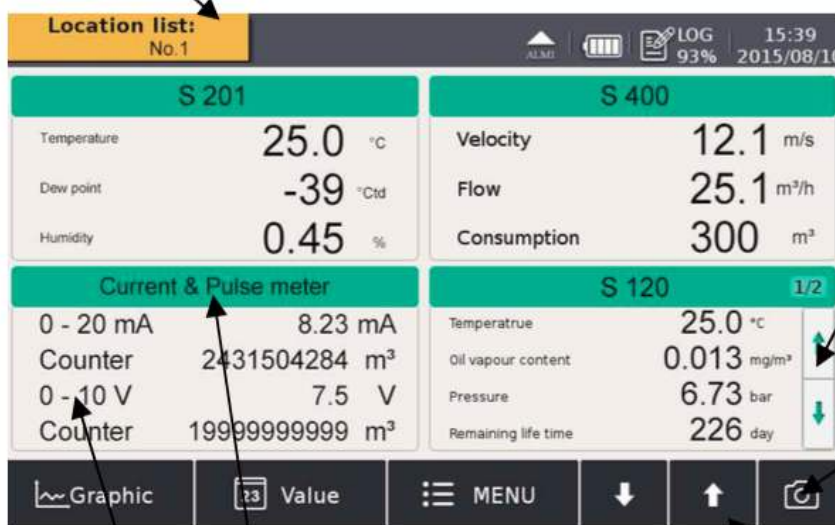 Location list:
No.1
ALM1
LOG
93%
15:39
2015/08/10
S 201
Temperature 25.0 °C
Dew point -39 °Ctd
Humidity 0.45 %
S 400
Velocity 12.1 m/s
Flow 25.1 m³/h
Consumption 300 m³
Current & Pulse meter
0 - 20 mA 8.23 mA
Counter 2431504284 m³
0 - 10 V 7.5 V
Counter 19999999999 m³
S 120 1/2
Temperatrue 25.0 °C
Oil vapour content 0.013 mg/m³
Pressure 6.73 bar
Remaining life time 226 day
Graphic
23 Value
MENU